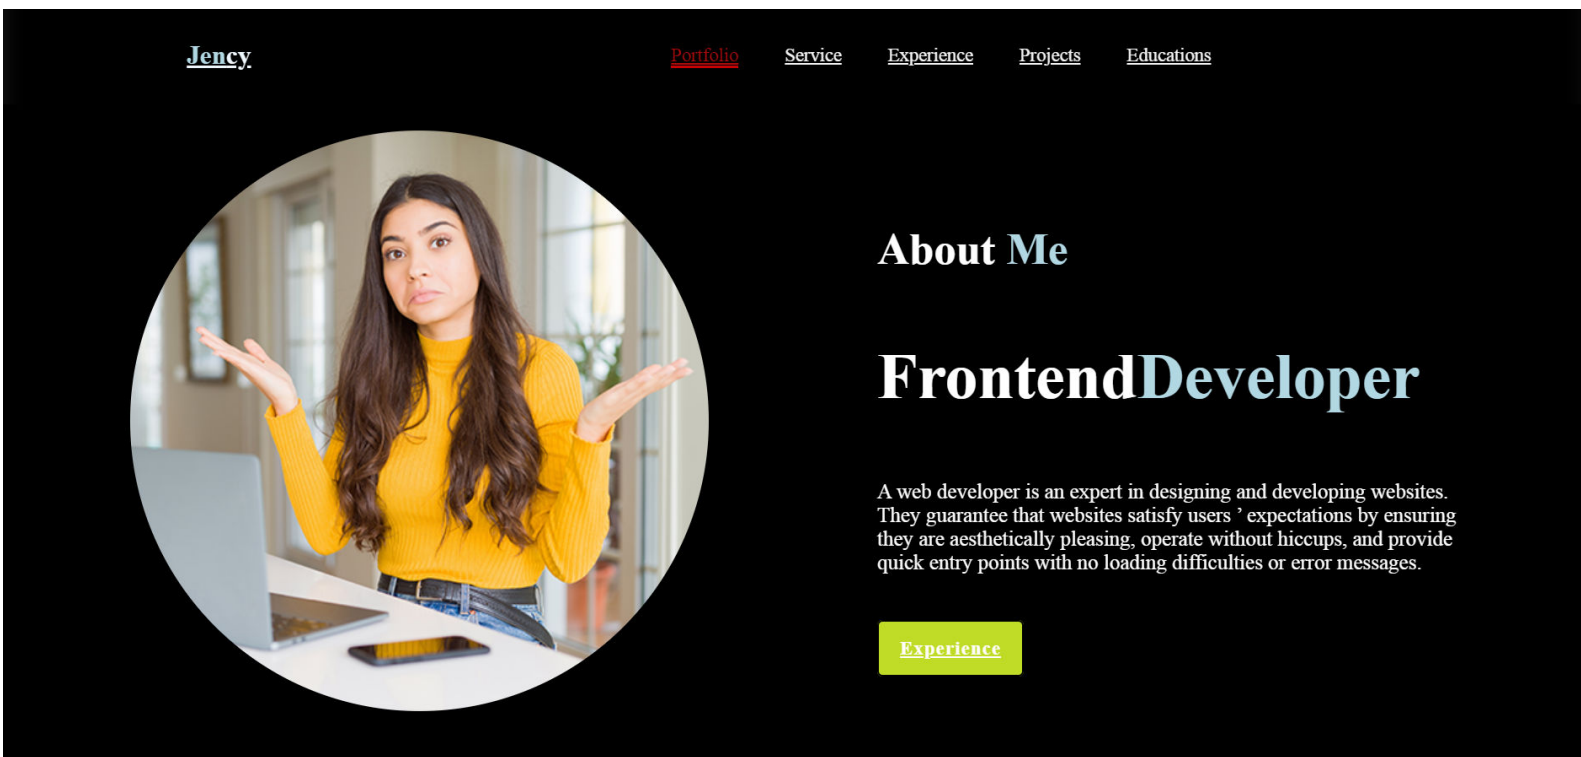 Jency
Portfolio Service Experience Projects Educations
About Me
FrontendDeveloper
A web developer is an expert in designing and developing websites.
They guarantee that websites satisfy users ’ expectations by ensuring
they are aesthetically pleasing, operate without hiccups, and provide
quick entry points with no loading difficulties or error messages.
Experience